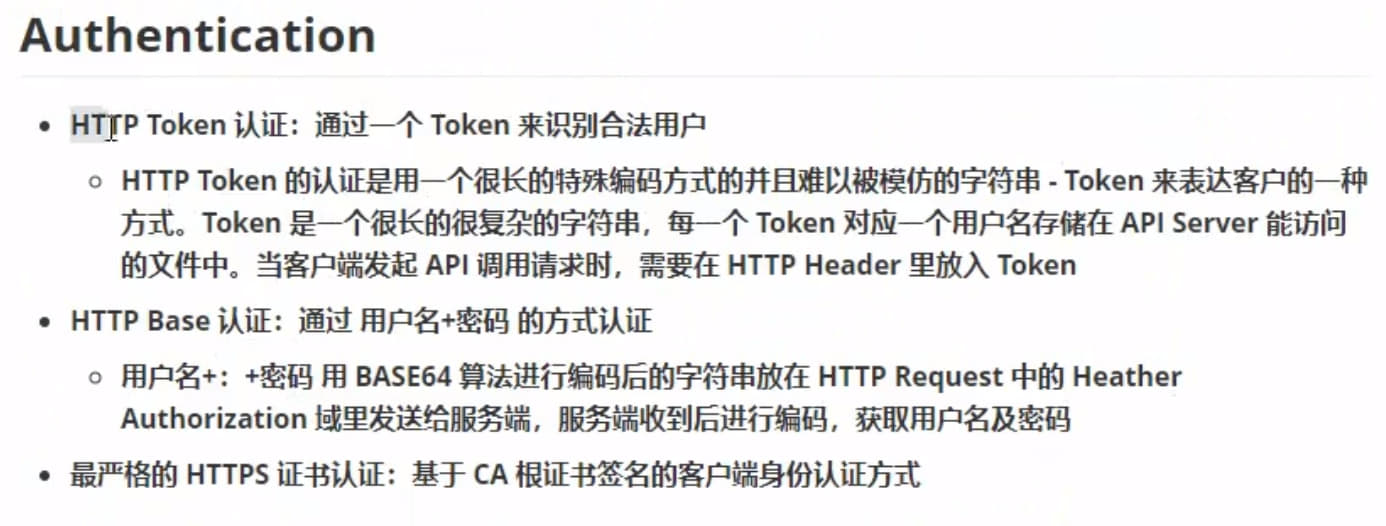 Authentication
HTTP Token 认证：通过一个 Token 来识别合法用户
HTTP Token 的认证是用一个很长的特殊编码方式的并且难以被模仿的字符串 - Token 来表达客户的一种
方式。Token 是一个很长的很复杂的字符串，每一个 Token 对应一个用户名存储在 API Server 能访问
的文件中。当客户端发起 API 调用请求时，需要在 HTTP Header 里放入 Token
HTTP Base 认证：通过 用户名+密码 的方式认证
用户名+：+密码 用 BASE64 算法进行编码后的字符串放在 HTTP Request 中的 Heather
Authorization 域里发送给服务端，服务端收到后进行编码，获取用户名及密码
最严格的 HTTPS 证书认证：基于 CA 根证书签名的客户端身份认证方式